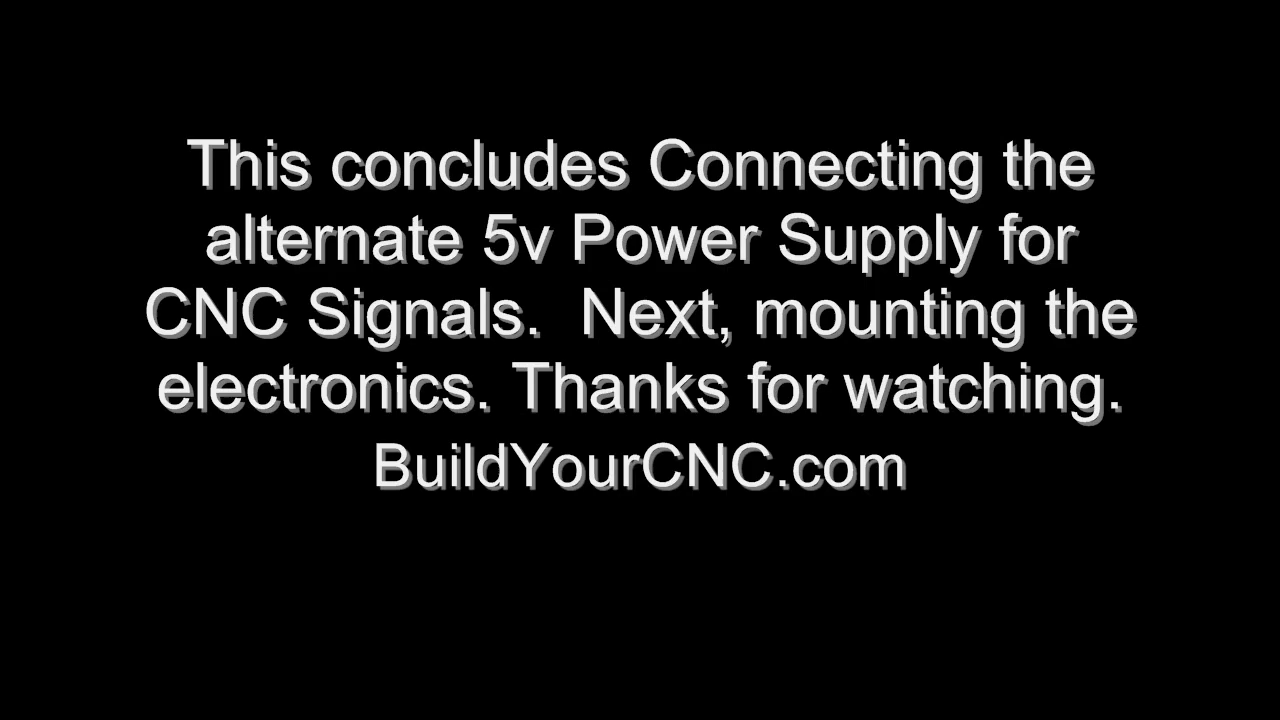 This concludes Connecting the
alternate 5v Power Supply for
CNC Signals.  Next, mounting the
electronics. Thanks for watching.
BuildYourCNC.com